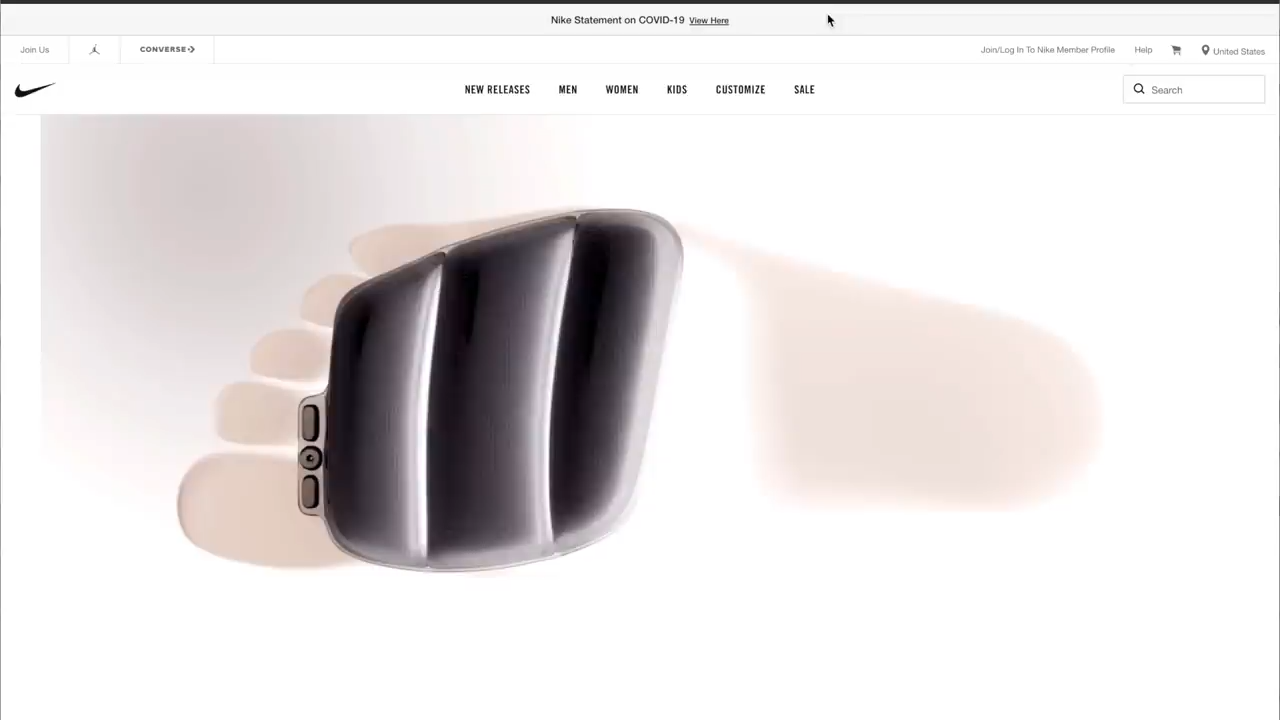 Nike Statement on COVID-19 View Here
Join Us
CONVERSE
Join/Log In To Nike Member Profile
Help
United States
NEW RELEASES
MEN
WOMEN
KIDS
CUSTOMIZE
SALE
Search